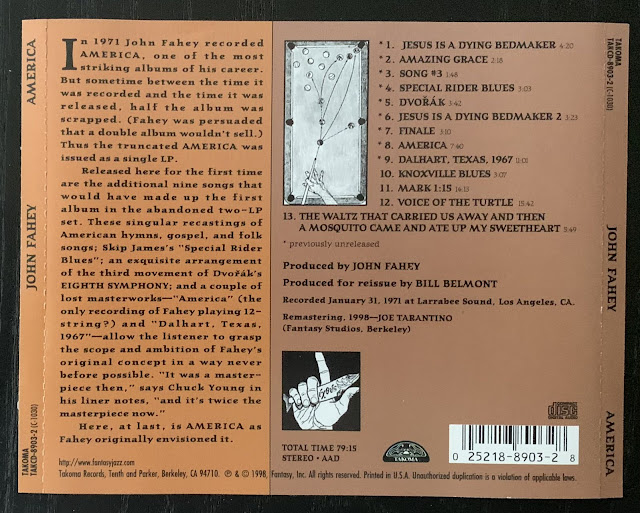 AMERICA
JOHN FAHEY
TAKOMA
TAKCD-8903-2 (C-1030)
In 1971 John Fahey recorded
AMERICA, one of the most
striking albums of his career.
But sometime between the time it
was recorded and the time it was
released, half the album was
scrapped. (Fahey was persuaded
that a double album wouldn't sell.)
Thus the truncated AMERICA was
issued as a single LP.
Released here for the first time
are the additional nine songs that
would have made up the first
album in the abandoned two-LP
set. These singular recastings of
American hymns, gospel, and folk
songs; Skip James's "Special Rider
Blues"; an exquisite arrangement
of the third movement of Dvořák's
EIGHTH SYMPHONY; and a couple of
lost masterworks—"America" (the
only recording of Fahey playing 12-
string?) and "Dalhart, Texas,
1967"—allow the listener to grasp
the scope and ambition of Fahey's
original concept in a way never
before possible. "It was a master-
piece then," says Chuck Young in
his liner notes, "and it's twice the
masterpiece now."
Here, at last, is AMERICA as
Fahey originally envisioned it.
* 1. JESUS IS A DYING BEDMAKER 4:20
* 2. AMAZING GRACE 2:18
* 3. SONG #3 1:48
* 4. SPECIAL RIDER BLUES 3:03
* 5. DVOŘÁK 3:42
* 6. JESUS IS A DYING BEDMAKER 2 3:23
* 7. FINALE 3:10
* 8. AMERICA 7:40
* 9. DALHART, TEXAS, 1967 11:01
10. KNOXVILLE BLUES 3:07
11. MARK 1:15 16:13
12. VOICE OF THE TURTLE 15:42
13. THE WALTZ THAT CARRIED US AWAY AND THEN
A MOSQUITO CAME AND ATE UP MY SWEETHEART 5:49
* previously unreleased
Produced by JOHN FAHEY
Produced for reissue by BILL BELMONT
Recorded January 31, 1971 at Larrabee Sound, Los Angeles, CA.
Remastering, 1998—JOE TARANTINO
(Fantasy Studios, Berkeley)
TOTAL TIME 79:15
STEREO • AAD
TAKOMA
COMPACT
disc
DIGITAL AUDIO
0 25218-8903-2 8
http://www.fantasyjazz.com
Takoma Records, Tenth and Parker, Berkeley, CA 94710. ℗ & © 1998, Fantasy, Inc. All rights reserved. Printed in U.S.A. Unauthorized duplication is a violation of applicable laws.
TAKOMA
TAKCD-8903-2 (C-1030)
JOHN FAHEY
AMERICA